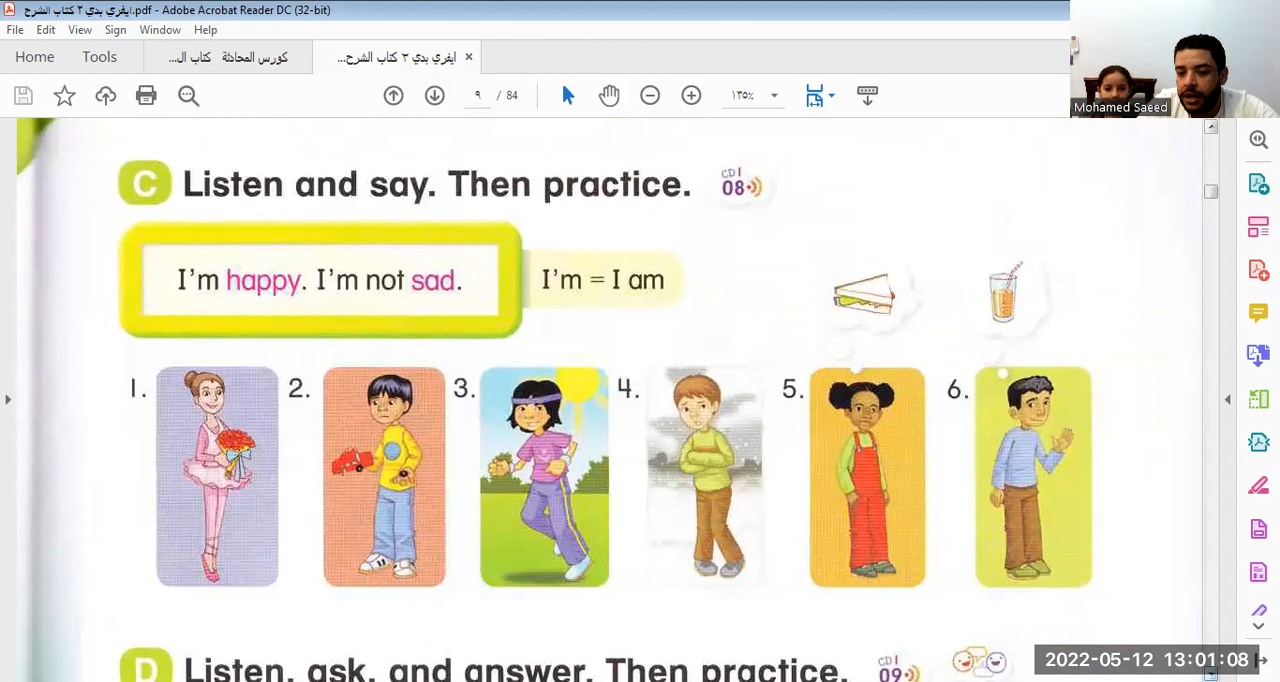 ايفري بدي ٢ كتاب الشرح.pdf - Adobe Acrobat Reader DC (32-bit)
File Edit View Sign Window Help
Home Tools كورس المحادثة كتاب ال... ايفري بدي ٢ كتاب الشرح... ×
٩ / 84 ١٣٥%
Mohamed Saeed
C Listen and say. Then practice. CD 1 08
I'm happy. I'm not sad. I'm = I am
1. 2. 3. 4. 5. 6.
D Listen, ask, and answer. Then practice. CD 1 09
2022-05-12 13:01:08